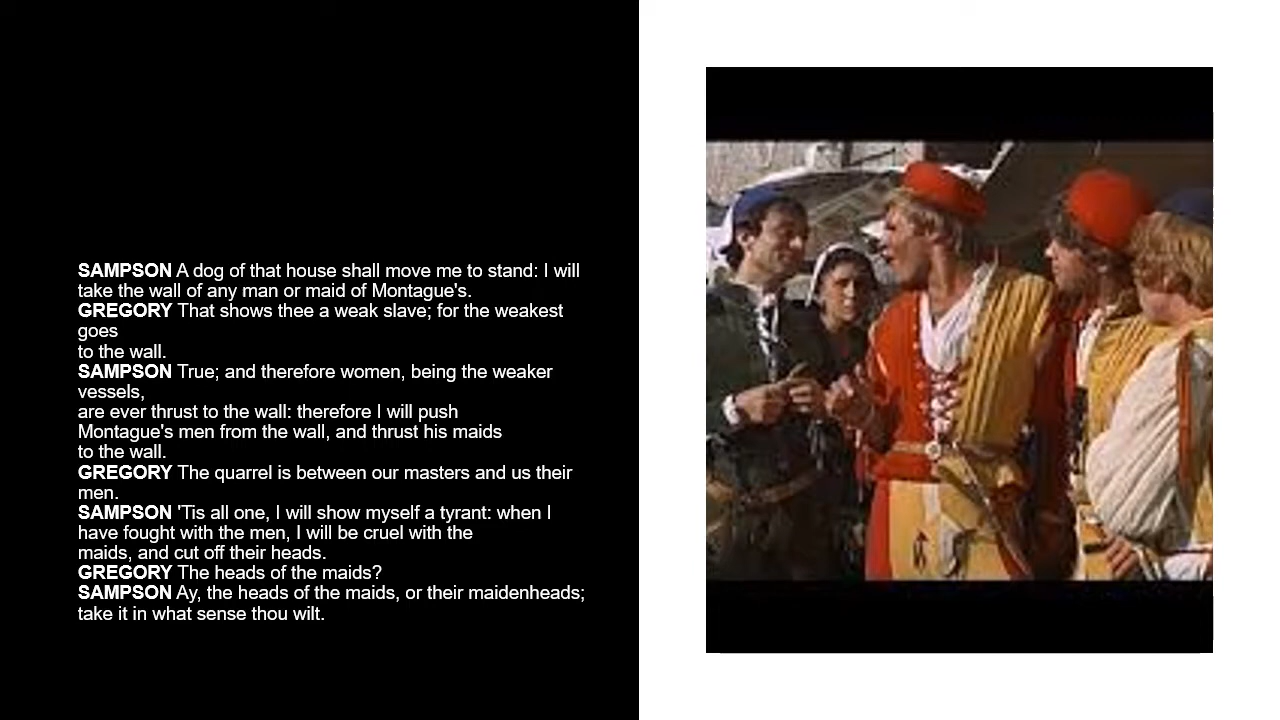 SAMPSON A dog of that house shall move me to stand: I will
take the wall of any man or maid of Montague's.
GREGORY That shows thee a weak slave; for the weakest
goes
to the wall.
SAMPSON True; and therefore women, being the weaker
vessels,
are ever thrust to the wall: therefore I will push
Montague's men from the wall, and thrust his maids
to the wall.
GREGORY The quarrel is between our masters and us their
men.
SAMPSON 'Tis all one, I will show myself a tyrant: when I
have fought with the men, I will be cruel with the
maids, and cut off their heads.
GREGORY The heads of the maids?
SAMPSON Ay, the heads of the maids, or their maidenheads;
take it in what sense thou wilt.